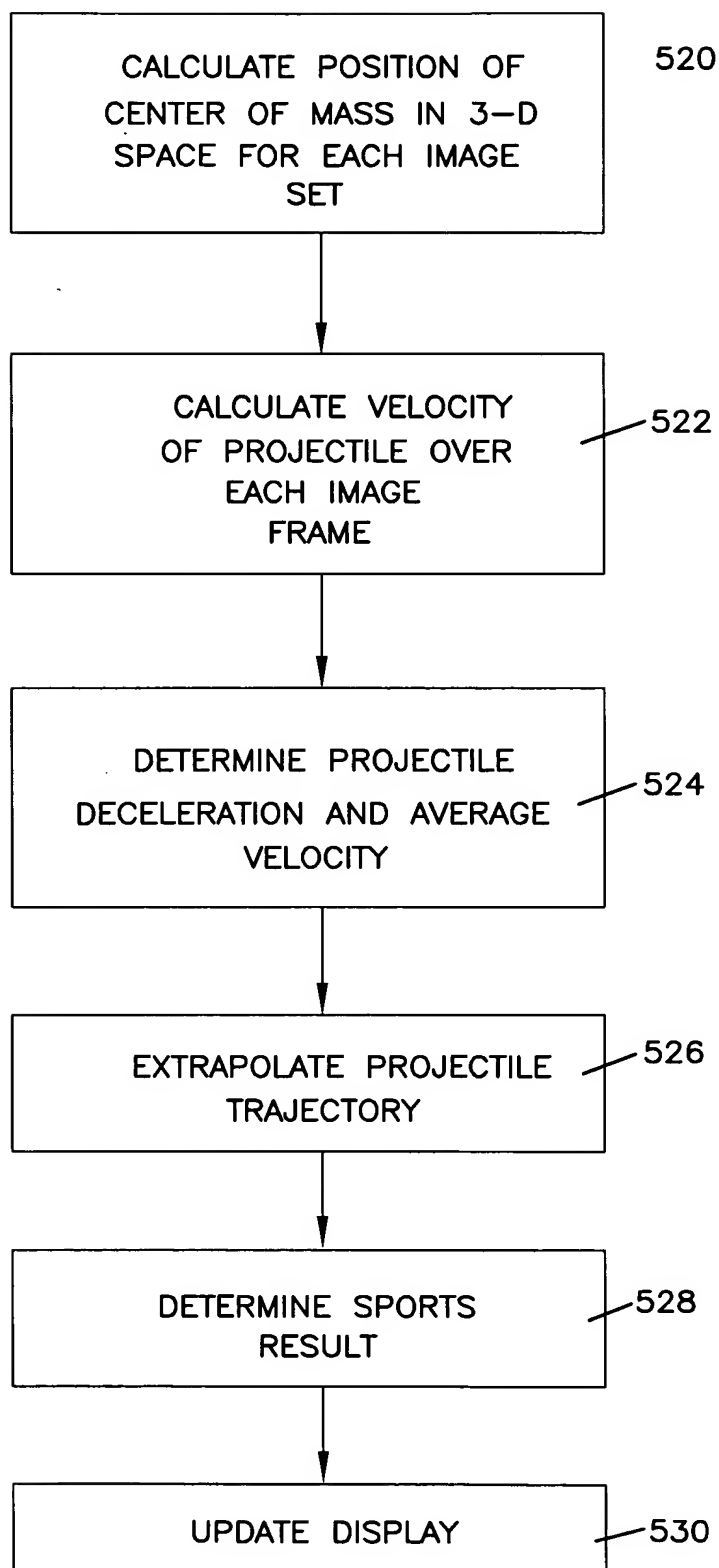 CALCULATE POSITION OF
CENTER OF MASS IN 3-D
SPACE FOR EACH IMAGE
SET
520
CALCULATE VELOCITY
OF PROJECTILE OVER
EACH IMAGE
FRAME
522
DETERMINE PROJECTILE
DECELERATION AND AVERAGE
VELOCITY
524
EXTRAPOLATE PROJECTILE
TRAJECTORY
526
DETERMINE SPORTS
RESULT
528
UPDATE DISPLAY
530